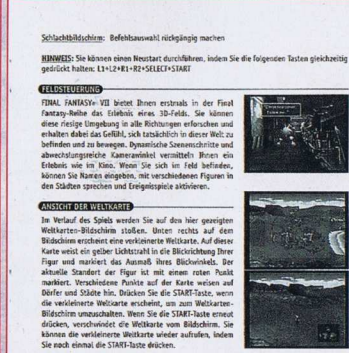 Schlachtbildschirm: Befehlsauswahl rückgängig machen
HINWEIS: Sie können einen Neustart durchführen, indem Sie die folgenden Tasten gleichzeitig
gedrückt halten: L1+L2+R1+R2+SELECT+START
FELDSTEUERUNG
FINAL FANTASY® VII bietet Ihnen erstmals in der Final
Fantasy-Reihe das Erlebnis eines 3D-Felds. Sie können
diese riesige Umgebung in alle Richtungen erforschen und
erhalten dabei das Gefühl, sich tatsächlich in dieser Welt zu
befinden und zu bewegen. Dynamische Szenenschnitte und
abwechslungsreiche Kamerawinkel vermitteln Ihnen ein
Erlebnis wie im Kino. Wenn Sie sich im Feld befinden,
können Sie Namen eingeben, mit verschiedenen Figuren in
den Städten sprechen und Ereignisspiele aktivieren.
ANSICHT DER WELTKARTE
Im Verlauf des Spiels werden Sie auf den hier gezeigten
Weltkarten-Bildschirm stoßen. Unten rechts auf dem
Bildschirm erscheint eine verkleinerte Weltkarte. Auf dieser
Karte weist ein gelber Lichtstrahl in die Blickrichtung Ihrer
Figur und markiert das Ausmaß ihres Blickwinkels. Der
aktuelle Standort der Figur ist mit einem roten Punkt
markiert. Verschiedene Punkte auf der Karte weisen auf
Dörfer und Städte hin. Drücken Sie die START-Taste, wenn
die verkleinerte Weltkarte erscheint, um zum Weltkarten-
Bildschirm umzuschalten. Wenn Sie die START-Taste erneut
drücken, verschwindet die Weltkarte vom Bildschirm. Sie
können die verkleinerte Weltkarte wieder aufrufen, indem
Sie noch einmal die START-Taste drücken.